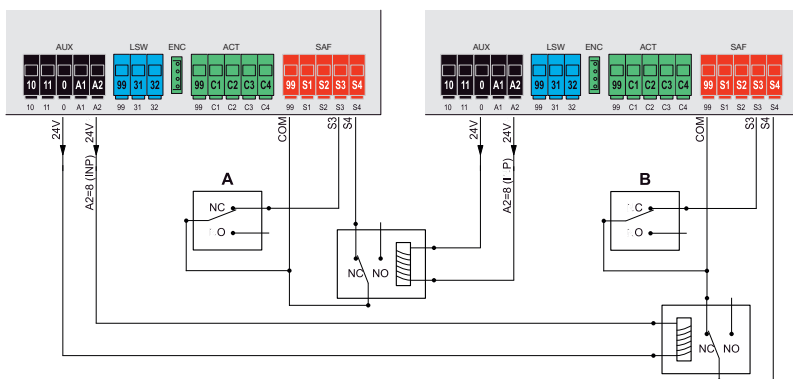 AUX LSW ENC ACT SAF
10 11 0 A1 A2 99 31 32 99 C1 C2 C3 C4 99 S1 S2 S3 S4
10 11 0 A1 A2 99 31 32 99 C1 C2 C3 C4 99 S1 S2 S3 S4
24V 24V COM S3 S4
A2=8 (INP)
A
NC
NC NO
AUX LSW ENC ACT SAF
10 11 0 A1 A2 99 31 32 99 C1 C2 C3 C4 99 S1 S2 S3 S4
10 11 0 A1 A2 99 31 32 99 C1 C2 C3 C4 99 S1 S2 S3 S4
24V 24V COM S3 S4
B
NC NO